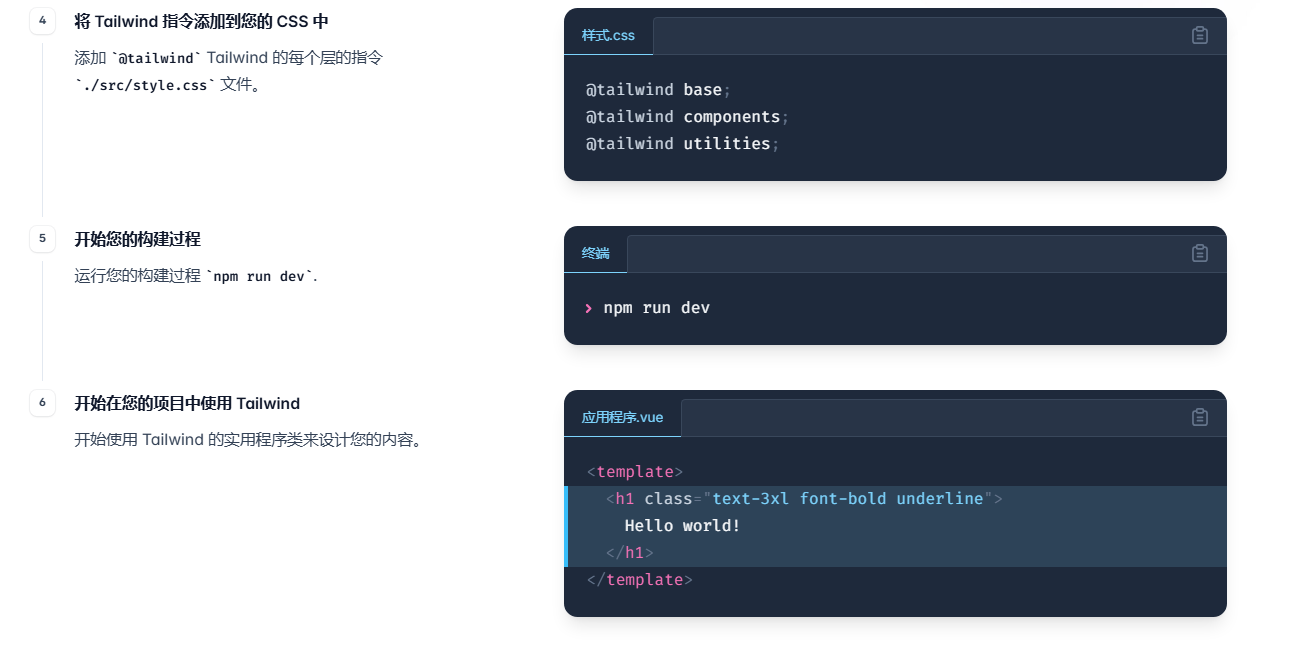 4
将 Tailwind 指令添加到您的 CSS 中
添加 `@tailwind` Tailwind 的每个层的指令
`./src/style.css` 文件。
样式.css
@tailwind base;
@tailwind components;
@tailwind utilities;
5
开始您的构建过程
运行您的构建过程 `npm run dev`.
终端
> npm run dev
6
开始在您的项目中使用 Tailwind
开始使用 Tailwind 的实用程序类来设计您的内容。
应用程序.vue
<template>
<h1 class="text-3xl font-bold underline">
Hello world!
</h1>
</template>